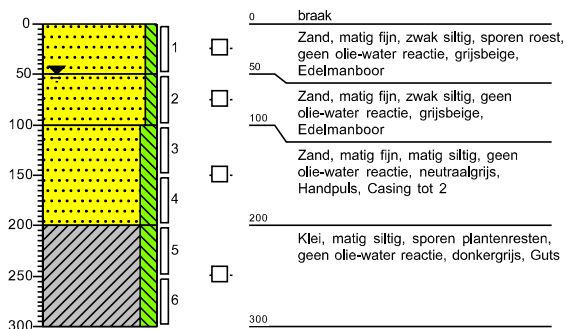 0
50
100
150
200
250
300
1
2
3
4
5
6
0 braak
Zand, matig fijn, zwak siltig, sporen roest,
geen olie-water reactie, grijsbeige,
Edelmanboor
50
Zand, matig fijn, zwak siltig, geen
olie-water reactie, grijsbeige,
Edelmanboor
100
Zand, matig fijn, matig siltig, geen
olie-water reactie, neutraalgrijs,
Handpuls, Casing tot 2
200
Klei, matig siltig, sporen plantenresten,
geen olie-water reactie, donkergrijs, Guts
300